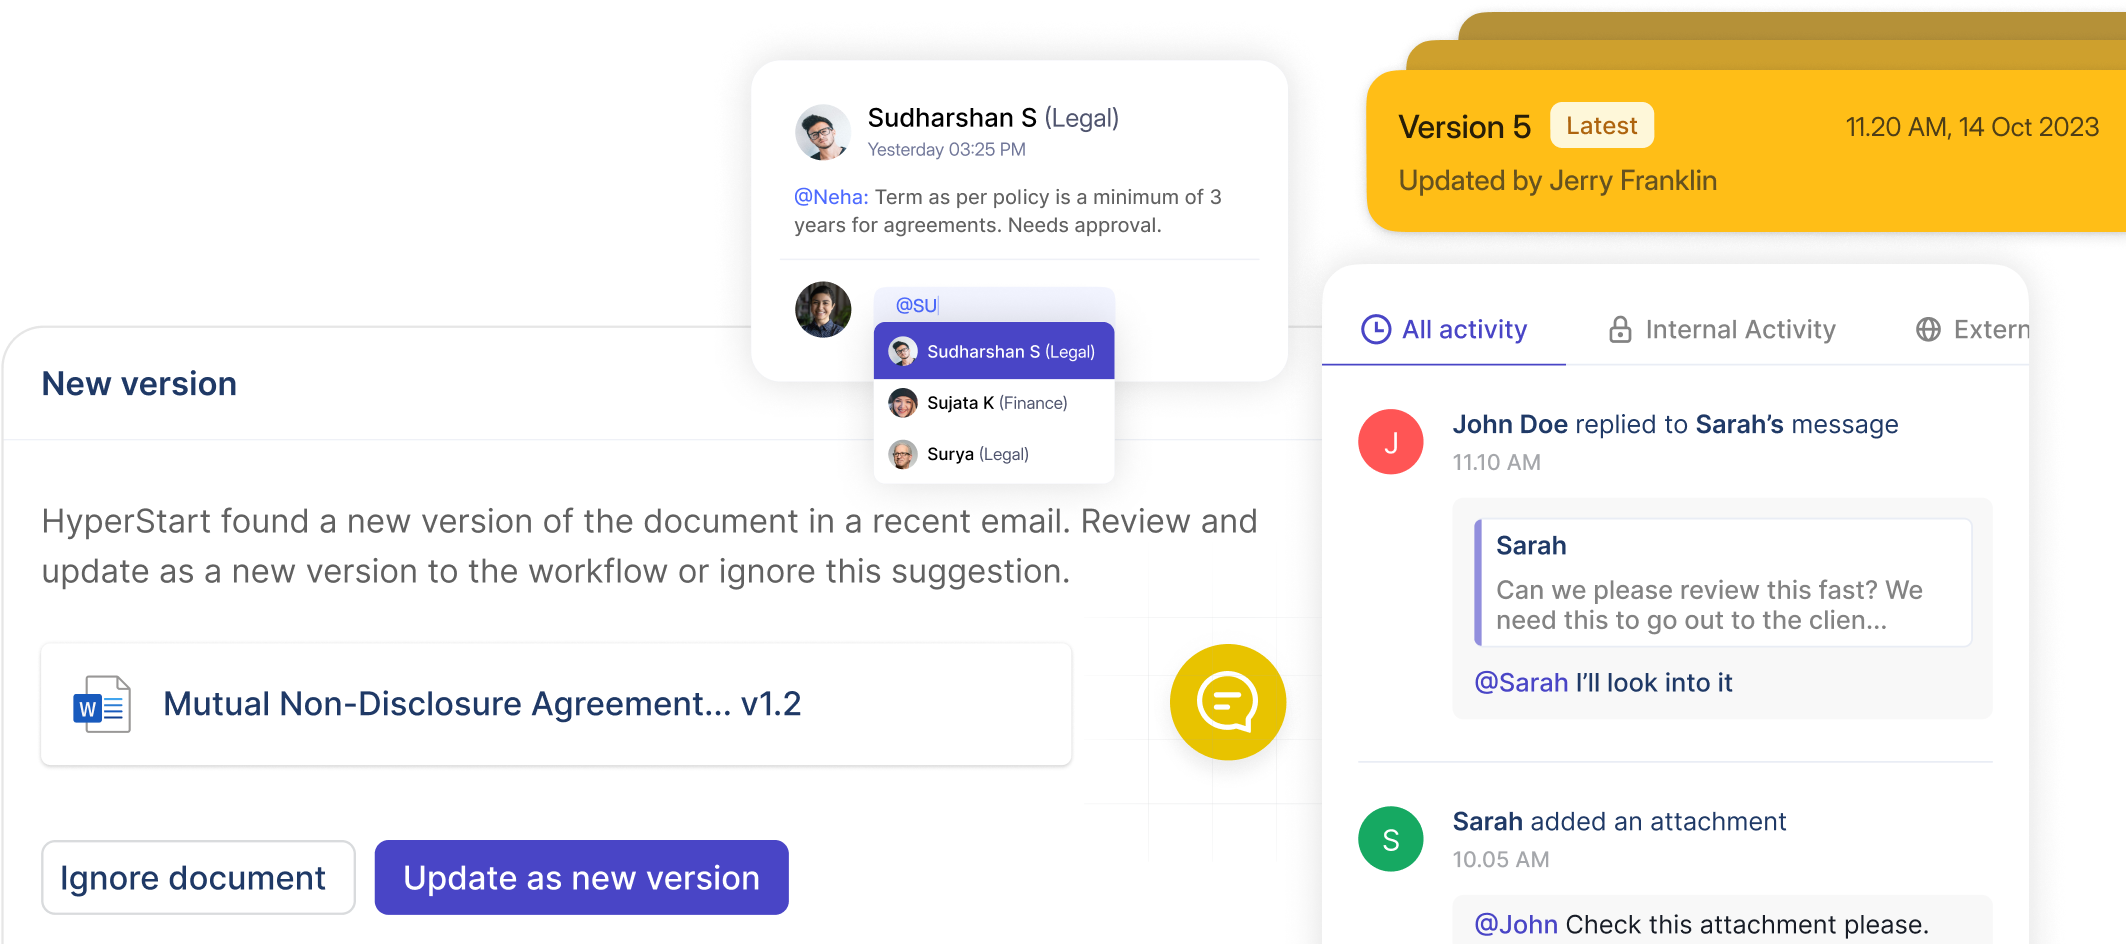 Sudharshan S (Legal)
Yesterday 03:25 PM
@Neha: Term as per policy is a minimum of 3
years for agreements. Needs approval.
@SU
Sudharshan S (Legal)
Sujata K (Finance)
Surya (Legal)
Version 5 Latest 11.20 AM, 14 Oct 2023
Updated by Jerry Franklin
New version
HyperStart found a new version of the document in a recent email. Review and
update as a new version to the workflow or ignore this suggestion.
W
Mutual Non-Disclosure Agreement... v1.2
Ignore document
Update as new version
All activity Internal Activity Extern
J
John Doe replied to Sarah’s message
11.10 AM
Sarah
Can we please review this fast? We
need this to go out to the clien...
@Sarah I’ll look into it
S
Sarah added an attachment
10.05 AM
@John Check this attachment please.